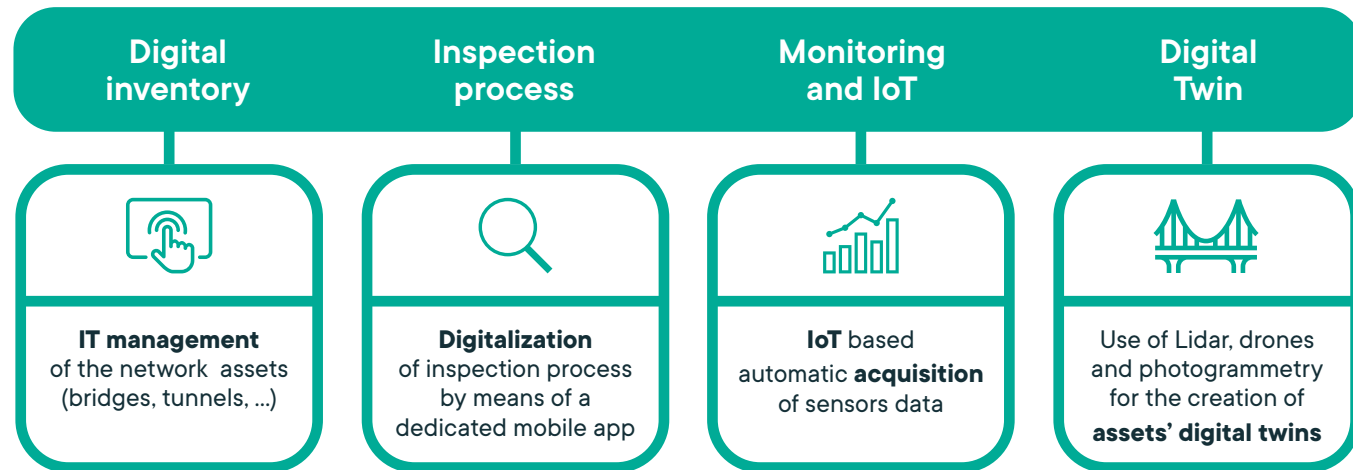 Digital
inventory
Inspection
process
Monitoring
and IoT
Digital
Twin
IT management
of the network assets
(bridges, tunnels, ...)
Digitalization
of inspection process
by means of a
dedicated mobile app
IoT based
automatic acquisition
of sensors data
Use of Lidar, drones
and photogrammetry
for the creation of
assets’ digital twins